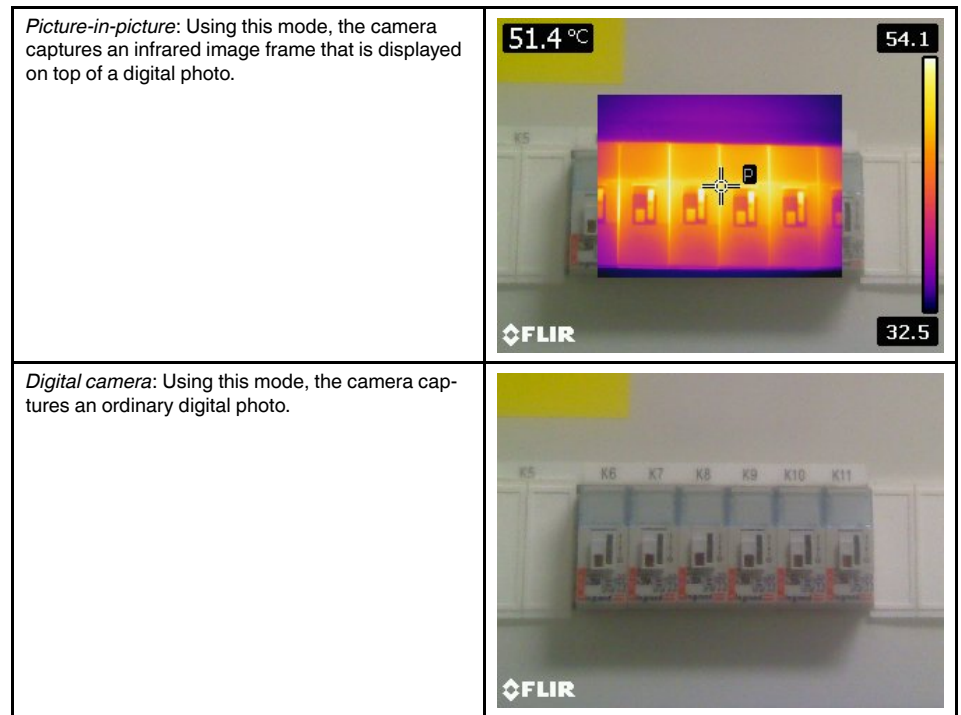 Picture-in-picture: Using this mode, the camera
captures an infrared image frame that is displayed
on top of a digital photo.
51.4 °C
54.1
K5
P
32.5
FLIR
Digital camera: Using this mode, the camera cap-
tures an ordinary digital photo.
K5 K6 K7 K8 K9 K10 K11
FLIR